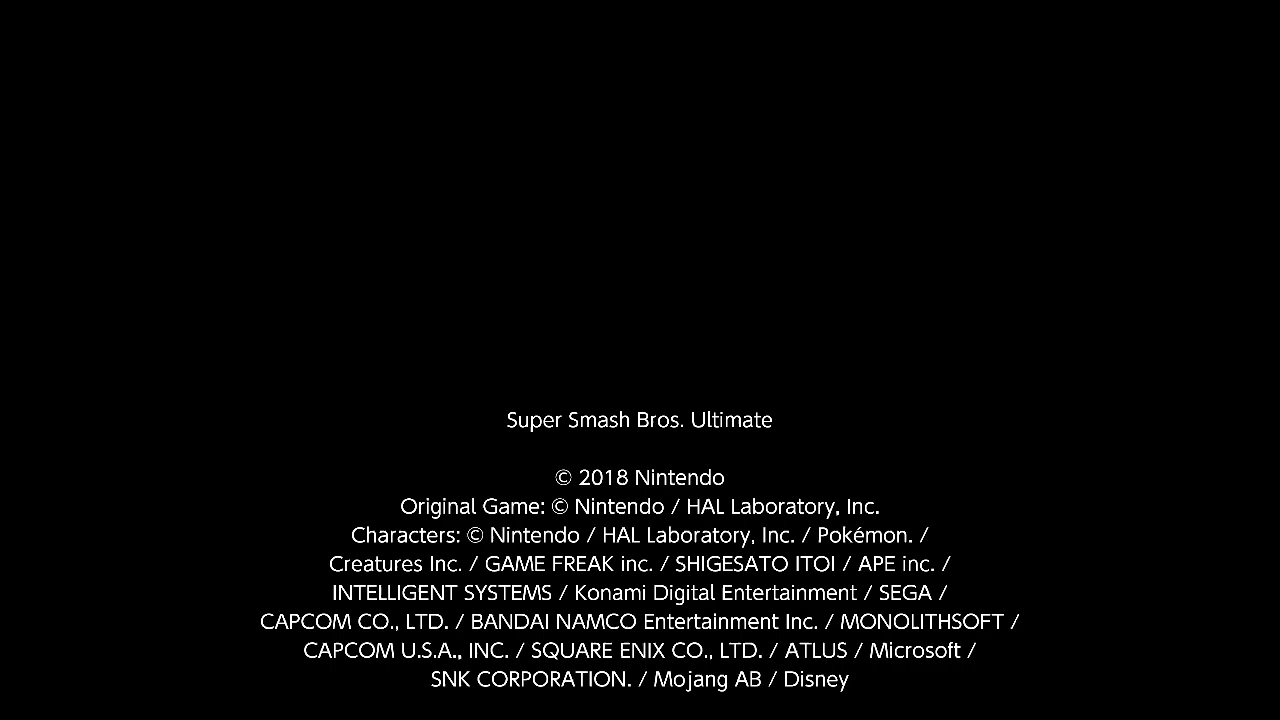 Super Smash Bros. Ultimate
© 2018 Nintendo
Original Game: © Nintendo / HAL Laboratory, Inc.
Characters: © Nintendo / HAL Laboratory, Inc. / Pokémon. /
Creatures Inc. / GAME FREAK inc. / SHIGESATO ITOI / APE inc. /
INTELLIGENT SYSTEMS / Konami Digital Entertainment / SEGA /
CAPCOM CO., LTD. / BANDAI NAMCO Entertainment Inc. / MONOLITHSOFT /
CAPCOM U.S.A., INC. / SQUARE ENIX CO., LTD. / ATLUS / Microsoft /
SNK CORPORATION. / Mojang AB / Disney